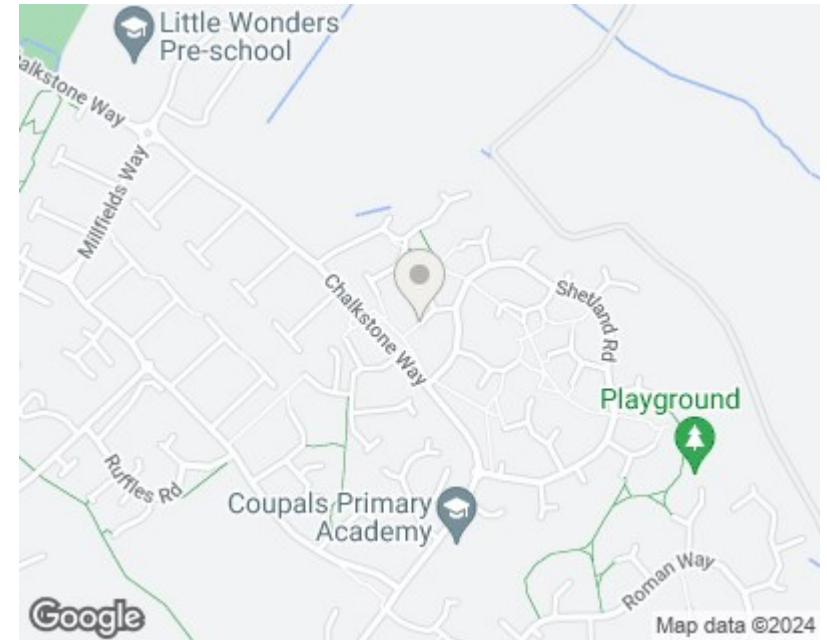 Little Wonders
Pre-school
alkstone Way
Millfields Way
Chalkstone Way
Shetland Rd
Playground
Ruffles Rd
Coupals Primary
Academy
Roman Way
Google
Map data ©2024